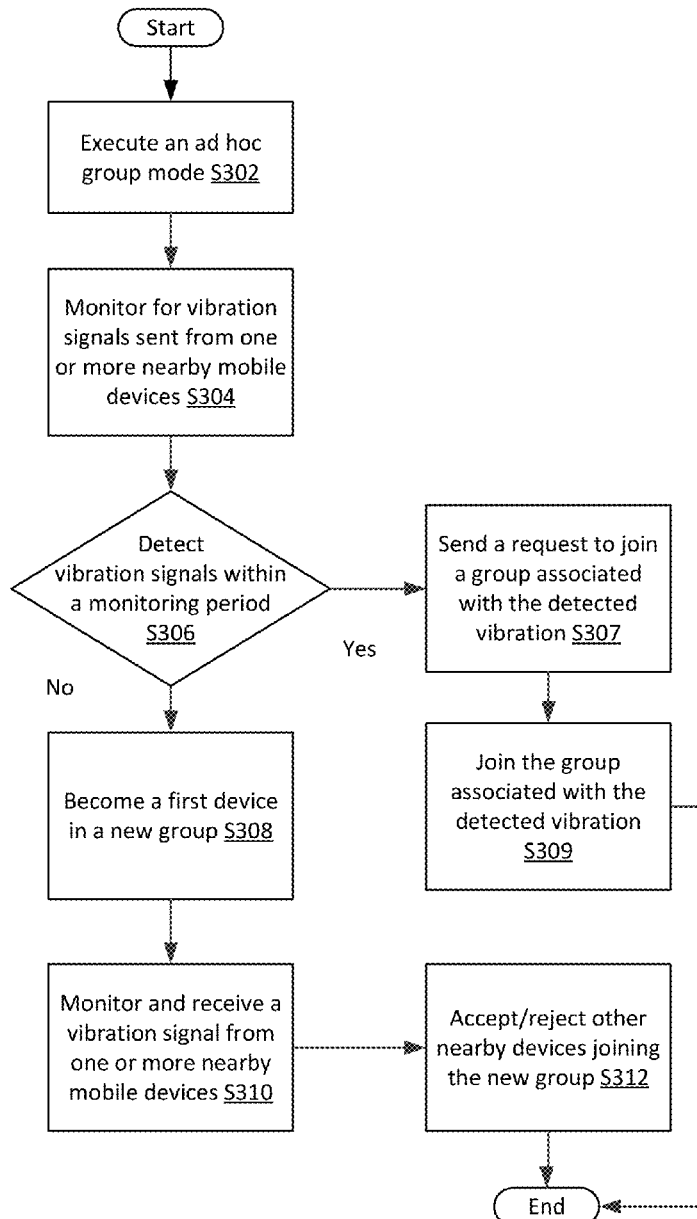 Start
Execute an ad hoc
group mode S302
Monitor for vibration
signals sent from one
or more nearby mobile
devices S304
Detect
vibration signals within
a monitoring period
S306
Yes
No
Send a request to join
a group associated
with the detected
vibration S307
Join the group
associated with the
detected vibration
S309
Become a first device
in a new group S308
Monitor and receive a
vibration signal from
one or more nearby
mobile devices S310
Accept/reject other
nearby devices joining
the new group S312
End